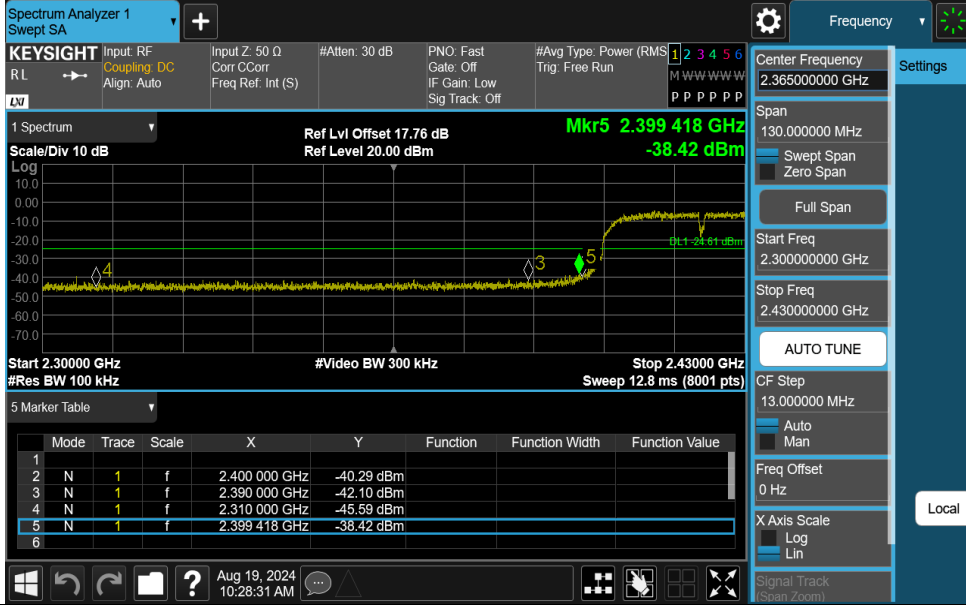 Spectrum Analyzer 1
Swept SA
Frequency
KEYSIGHT
RL
LXI
Input: RF
Coupling: DC
Align: Auto
Input Z: 50 Ω
Corr CCorr
Freq Ref: Int (S)
#Atten: 30 dB
PNO: Fast
Gate: Off
IF Gain: Low
Sig Track: Off
#Avg Type: Power (RMS
Trig: Free Run
1 2 3 4 5 6
M W W W W W
P P P P P P
Center Frequency
2.365000000 GHz
Settings
Span
130.000000 MHz
Swept Span
Zero Span
Full Span
Start Freq
2.300000000 GHz
Stop Freq
2.430000000 GHz
AUTO TUNE
CF Step
13.000000 MHz
Auto
Man
Freq Offset
0 Hz
X Axis Scale
Log
Lin
Signal Track
(Span Zoom)
Local
1 Spectrum
Scale/Div 10 dB
Ref Lvl Offset 17.76 dB
Ref Level 20.00 dBm
Mkr5 2.399 418 GHz
-38.42 dBm
Log
10.0
0.00
-10.0
-20.0
-30.0
-40.0
-50.0
-60.0
-70.0
DL1 -24.61 dBm
4
3
5
Start 2.30000 GHz
#Res BW 100 kHz
#Video BW 300 kHz
Stop 2.43000 GHz
Sweep 12.8 ms (8001 pts)
5 Marker Table
Mode Trace Scale X Y Function Function Width Function Value
1
2 N 1 f 2.400 000 GHz -40.29 dBm
3 N 1 f 2.390 000 GHz -42.10 dBm
4 N 1 f 2.310 000 GHz -45.59 dBm
5 N 1 f 2.399 418 GHz -38.42 dBm
6
?
Aug 19, 2024
10:28:31 AM